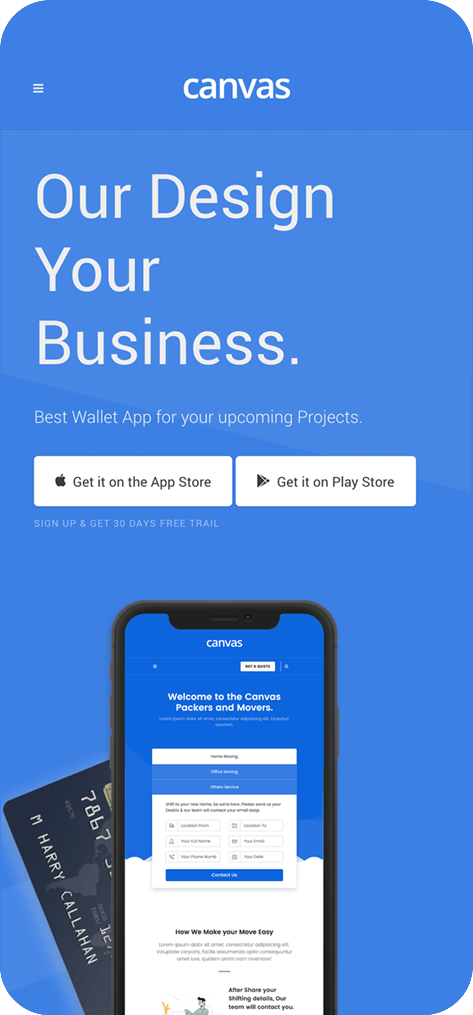 canvas
Our Design
Your
Business.
Best Wallet App for your upcoming Projects.
Get it on the App Store
Get it on Play Store
SIGN UP & GET 30 DAYS FREE TRAIL
canvas
GET A QUOTE
Welcome to the Canvas
Packers and Movers.
Lorem ipsum dolor sit amet, consectetur adipisicing elit. Excepturi,
aperiam.
Home Moving
Office Moving
Others Service
Shift to your new Home, So we're here. Please send us your
Deatils & our team will contact your email asap.
Location From
Location To
Your Full Name
Your Email
Your Phone Numb
Your Date
Contact Us
How We Make your Move Easy
Lorem ipsum dolor sit amet, consectetur adipisicing elit.
Voluptate corporis, facilis assumenda optio consequuntur
amet iure, quidem animi nam inventore!
After Share your
Shifting details, Our
team will contact you.
7867
M HARRY CALLAHAN